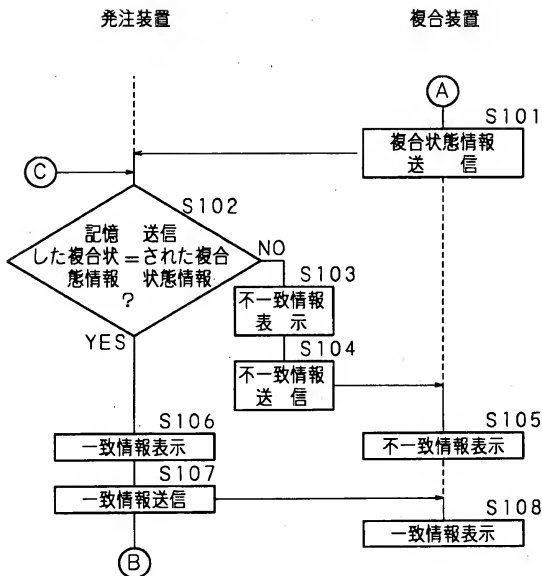 発注装置
複合装置
A
S101
複合状態情報
送 信
C
S102
記憶 送信
した複合状=された複合
態情報 状態情報
?
NO
YES
S103
不一致情報
表 示
S104
不一致情報
送 信
S105
不一致情報表示
S106
一致情報表示
S107
一致情報送信
S108
一致情報表示
B